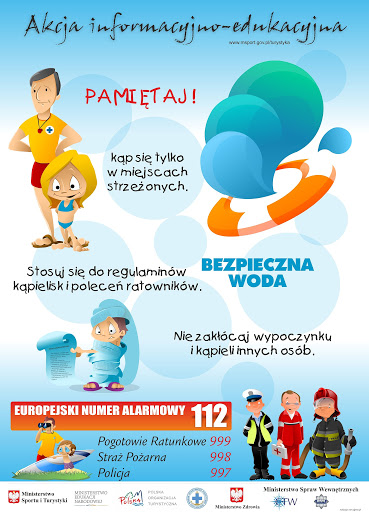 Akcja informacyjno-edukacyjna
www.msport.gov.pl/turystyka
PAMIĘTAJ!
kąp się tylko
w miejscach
strzeżonych.
BEZPIECZNA
WODA
Stosuj się do regulaminów
kąpielisk i poleceń ratowników.
Nie zakłócaj wypoczynku
i kąpieli innych osób.
EUROPEJSKI NUMER ALARMOWY 112
Pogotowie Ratunkowe 999
Straż Pożarna 998
Policja 997
Ministerstwo
Sportu i Turystyki
MINISTERSTWO
EDUKACJI
NARODOWEJ
Polska
POLSKA
ORGANIZACJA
TURYSTYCZNA
Ministerstwo Zdrowia
Ministerstwo Spraw Wewnętrznych